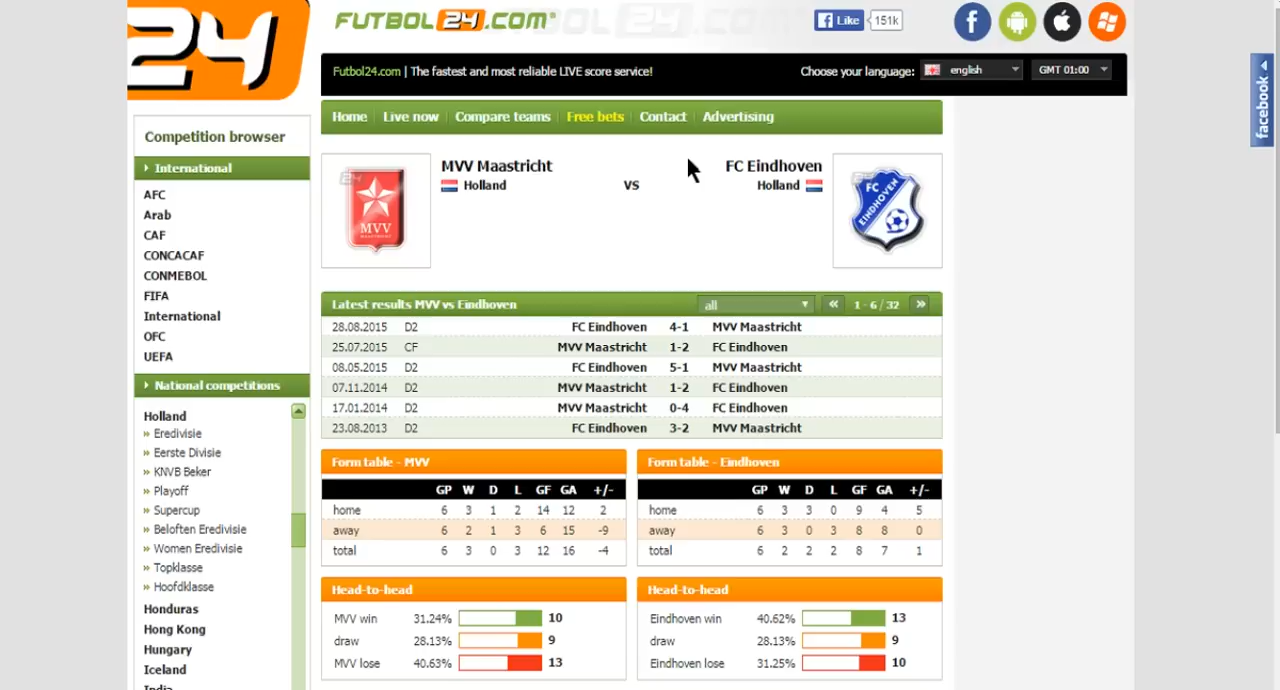 24
FUTBOL24.COM®
Like 151k
Futbol24.com | The fastest and most reliable LIVE score service!
Choose your language: english GMT 01:00
facebook
Home Live now Compare teams Free bets Contact Advertising
Competition browser
International
AFC
Arab
CAF
CONCACAF
CONMEBOL
FIFA
International
OFC
UEFA
National competitions
Holland
» Eredivisie
» Eerste Divisie
» KNVB Beker
» Playoff
» Supercup
» Beloften Eredivisie
» Women Eredivisie
» Topklasse
» Hoofdklasse
Honduras
Hong Kong
Hungary
Iceland
India
MVV Maastricht FC Eindhoven
Holland VS Holland
MVV
FC EINDHOVEN
Latest results MVV vs Eindhoven all « 1 - 6 / 32 »
28.08.2015 D2 FC Eindhoven 4-1 MVV Maastricht
25.07.2015 CF MVV Maastricht 1-2 FC Eindhoven
08.05.2015 D2 FC Eindhoven 5-1 MVV Maastricht
07.11.2014 D2 MVV Maastricht 1-2 FC Eindhoven
17.01.2014 D2 MVV Maastricht 0-4 FC Eindhoven
23.08.2013 D2 FC Eindhoven 3-2 MVV Maastricht
Form table - MVV
GP W D L GF GA +/-
home 6 3 1 2 14 12 2
away 6 2 1 3 6 15 -9
total 6 3 0 3 12 16 -4
Form table - Eindhoven
GP W D L GF GA +/-
home 6 3 3 0 9 4 5
away 6 3 0 3 8 8 0
total 6 2 2 2 8 7 1
Head-to-head
MVV win 31.24% 10
draw 28.13% 9
MVV lose 40.63% 13
Head-to-head
Eindhoven win 40.62% 13
draw 28.13% 9
Eindhoven lose 31.25% 10